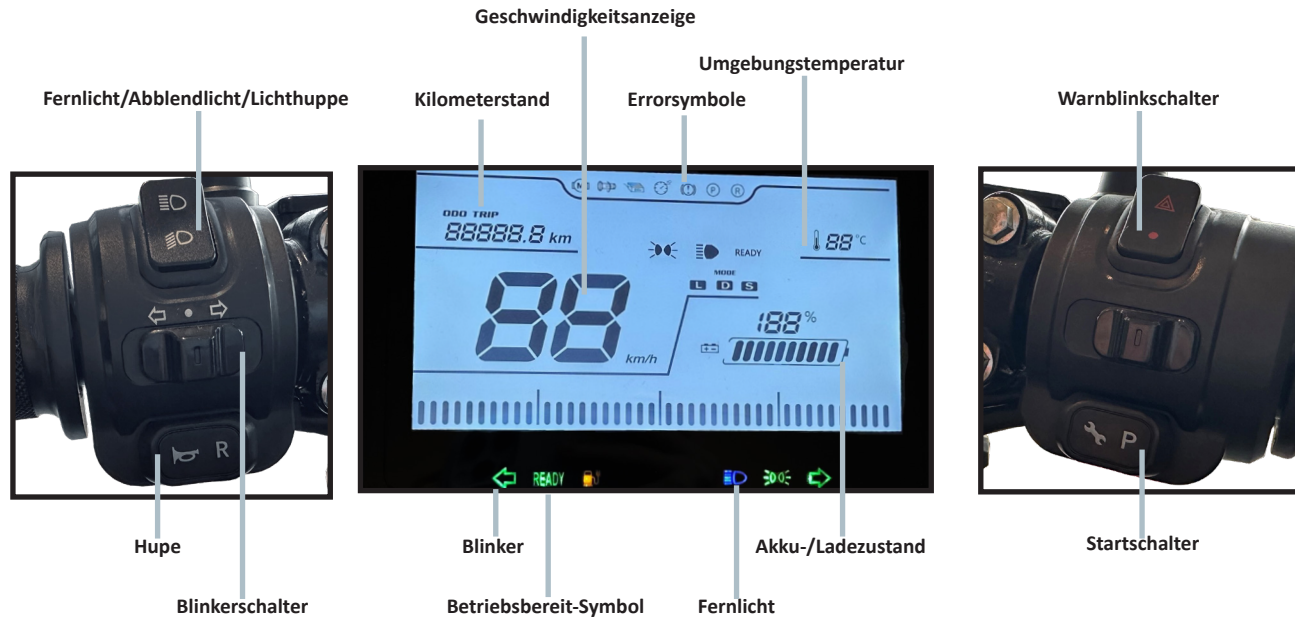 Geschwindigkeitsanzeige
Umgebungstemperatur
Fernlicht/Abblendlicht/Lichthuppe
Kilometerstand
Errorsymbole
Warnblinkschalter
M
P
R
ODO TRIP
88888.8 km
88 °C
READY
MODE
L D S
188 %
88 km/h
R
P
READY
Hupe
Blinker
Akku-/Ladezustand
Startschalter
Blinkerschalter
Betriebsbereit-Symbol
Fernlicht